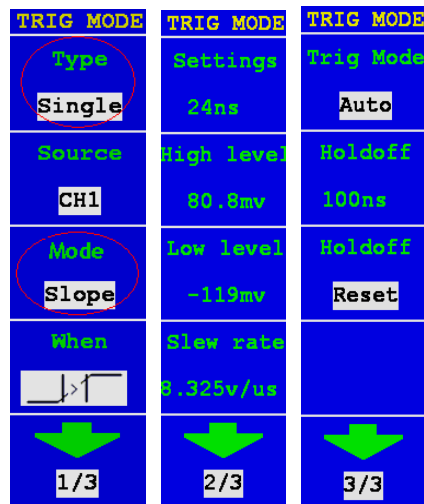 TRIG MODE
Type
Single
Source
CH1
Mode
Slope
When
1/3
TRIG MODE
Settings
24ns
High level
80.8mv
Low level
-119mv
Slew rate
8.325v/us
2/3
TRIG MODE
Trig Mode
Auto
Holdoff
100ns
Holdoff
Reset
3/3